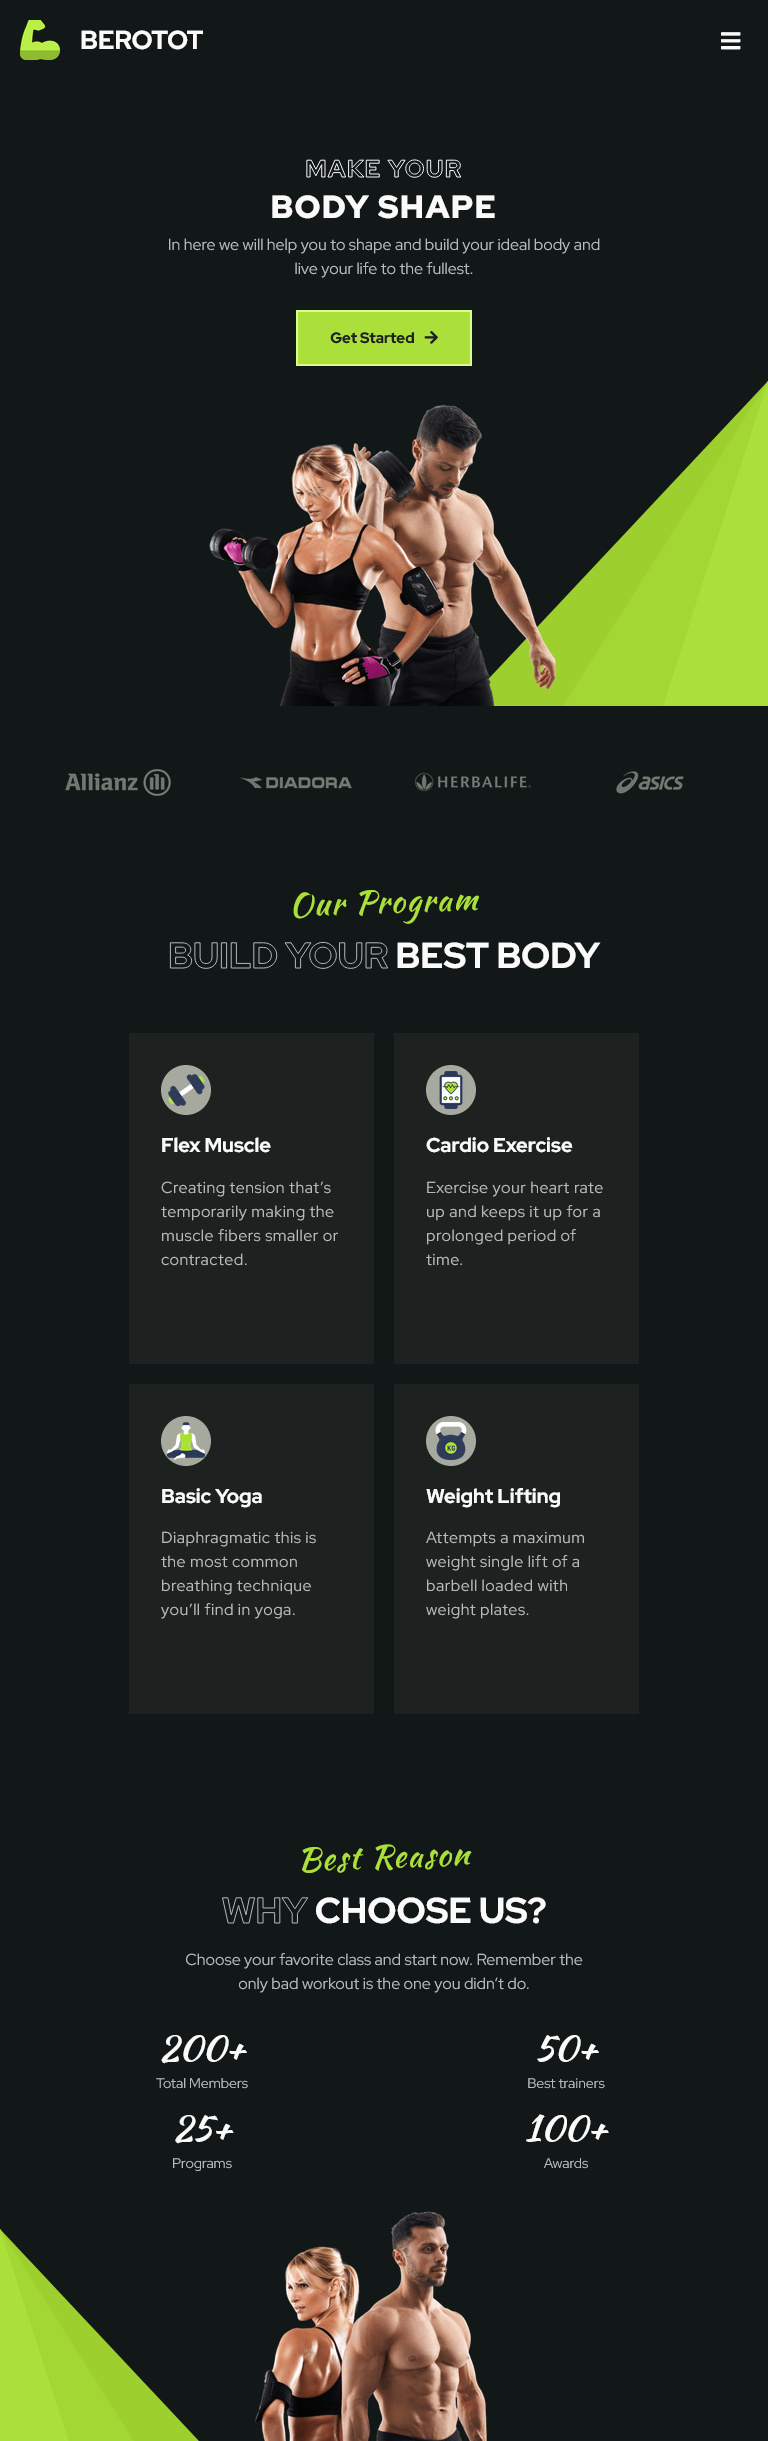 BEROTOT
MAKE YOUR
BODY SHAPE
In here we will help you to shape and build your ideal body and
live your life to the fullest.
Get Started
Allianz
DIADORA
HERBALIFE.
asics
Our Program
BUILD YOUR BEST BODY
Flex Muscle
Creating tension that's
temporarily making the
muscle fibers smaller or
contracted.
Cardio Exercise
Exercise your heart rate
up and keeps it up for a
prolonged period of
time.
Basic Yoga
Diaphragmatic this is
the most common
breathing technique
you'll find in yoga.
KG
Weight Lifting
Attempts a maximum
weight single lift of a
barbell loaded with
weight plates.
Best Reason
WHY CHOOSE US?
Choose your favorite class and start now. Remember the
only bad workout is the one you didn't do.
200+
Total Members
50+
Best trainers
25+
Programs
100+
Awards